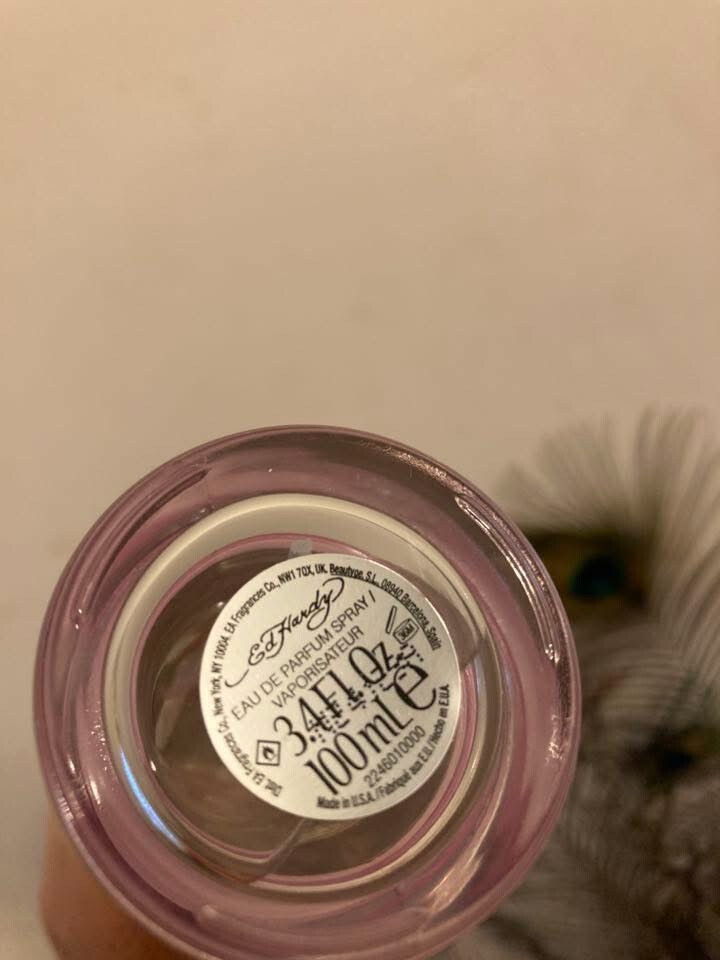 Dist. EA Fragrances Co., New York, NY 10004. EA Fragrances Co., NW1 7QX, UK. Beautyge, S.L. 08940 Barcelona, Spain
Ed Hardy
EAU DE PARFUM SPRAY /
VAPORISATEUR
3.4 FL. Oz.
100 mL e
2246010000
Made in U.S.A. / Fabriqué aux E.U. / Hecho en E.U.A.